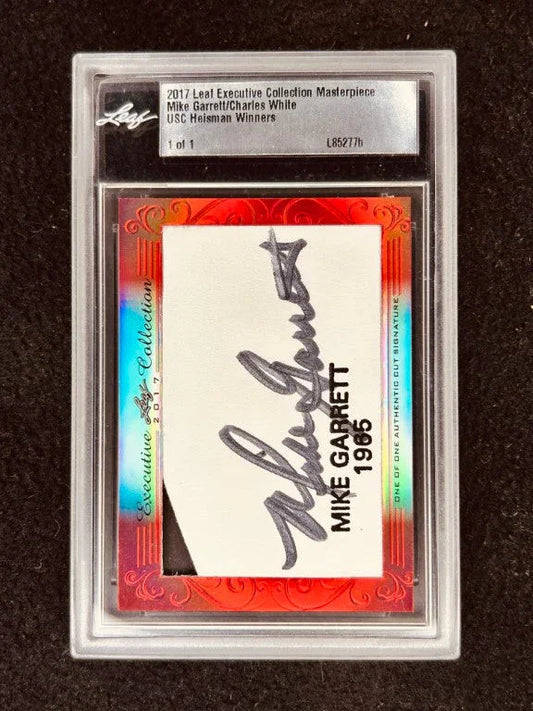 Leaf
2017 Leaf Executive Collection Masterpiece
Mike Garrett/Charles White
USC Heisman Winners
1 of 1 L85277b
Executive Leaf Collection
2017
Mike Garrett
MIKE GARRETT
1965
ONE OF ONE AUTHENTIC CUT SIGNATURE